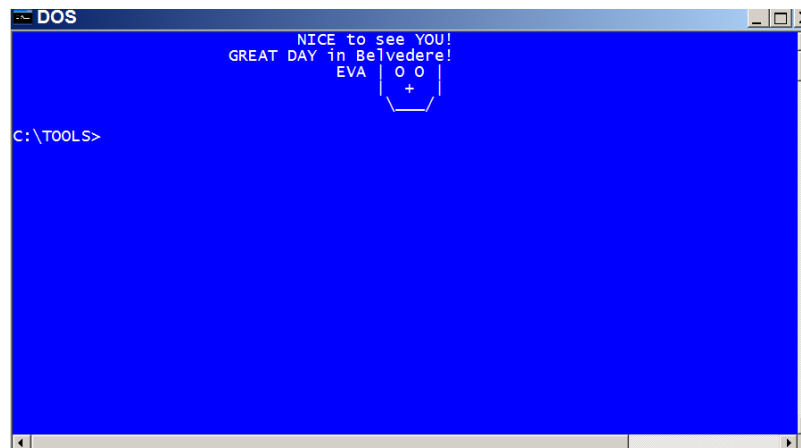 DOS
NICE to see YOU!
GREAT DAY in Belvedere!
EVA | O O |
| + |
\___/
C:\TOOLS>